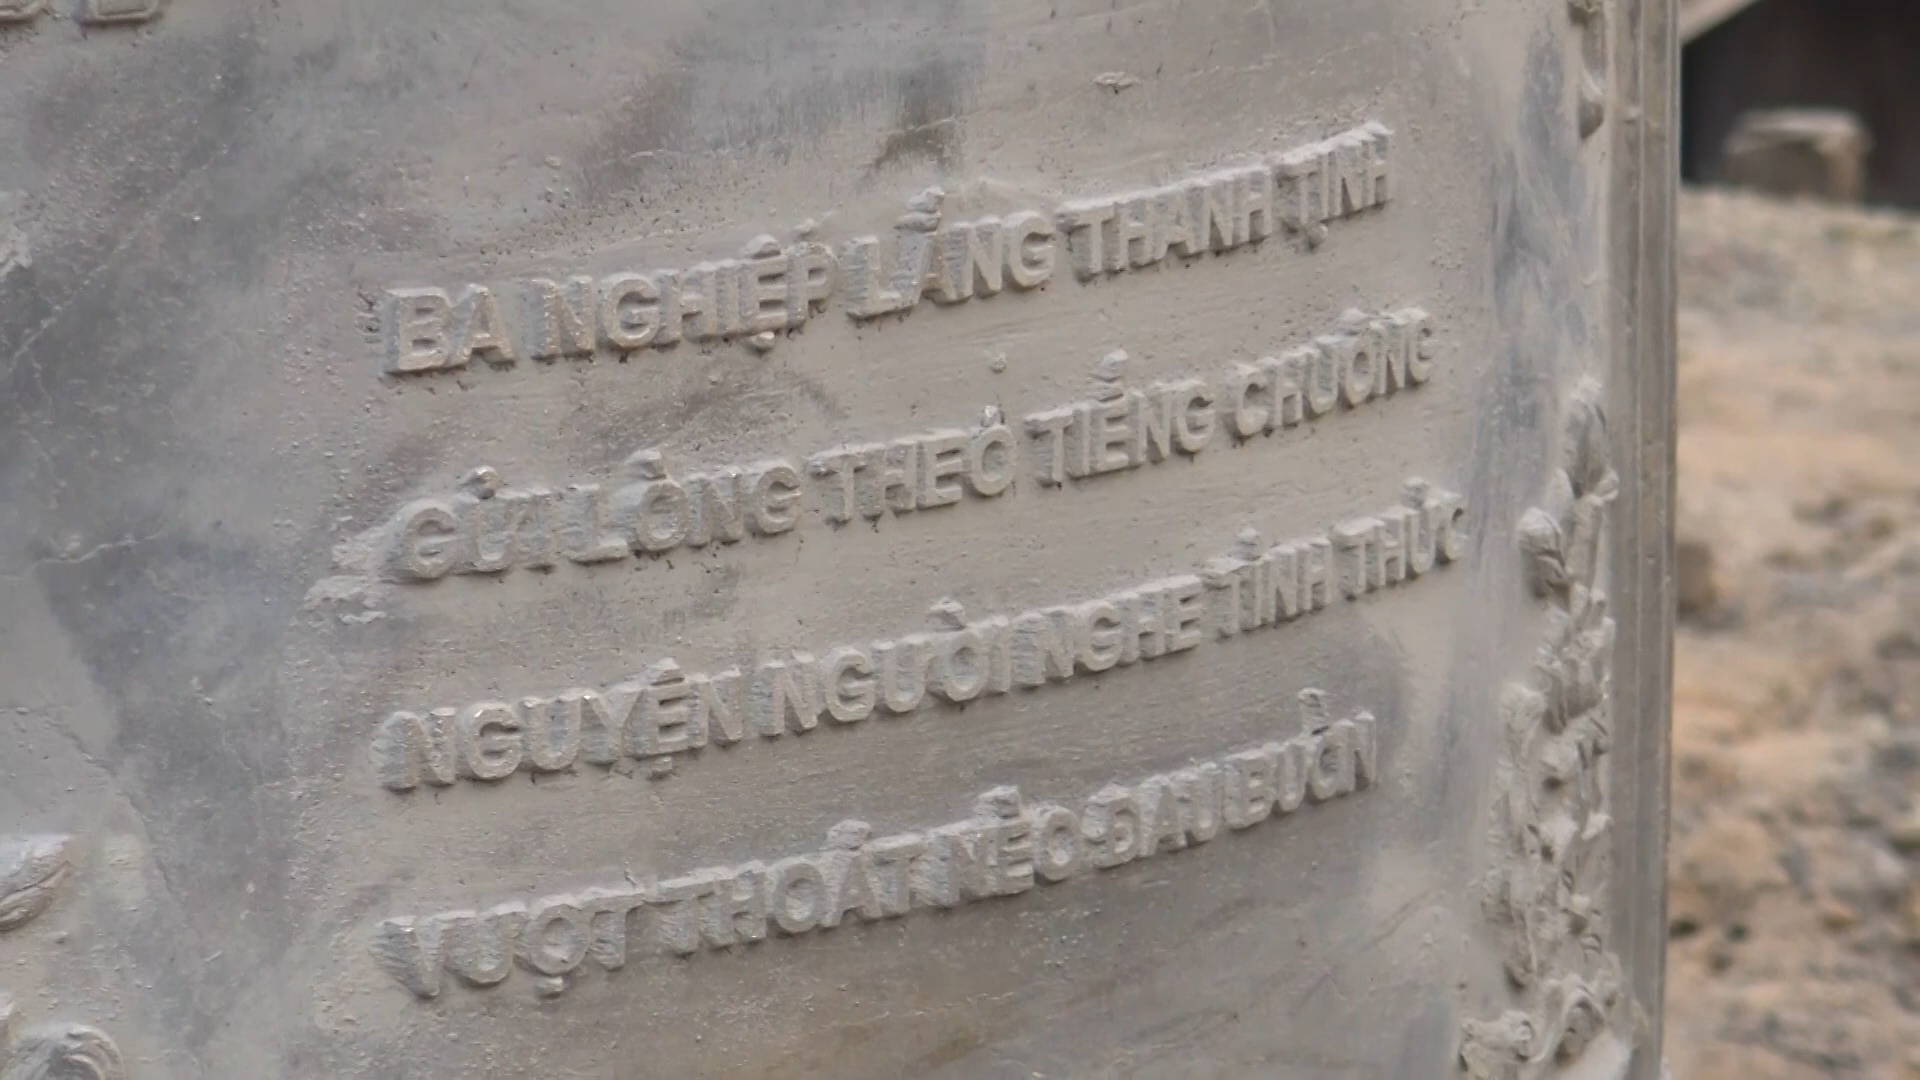 BA NGHIỆP LẮNG THANH TỊNH
GỬI LÒNG THEO TIẾNG CHUÔNG
NGUYỆN NGƯỜI NGHE TỈNH THỨC
VƯỢT THOÁT NẺO ĐAU BUỒN